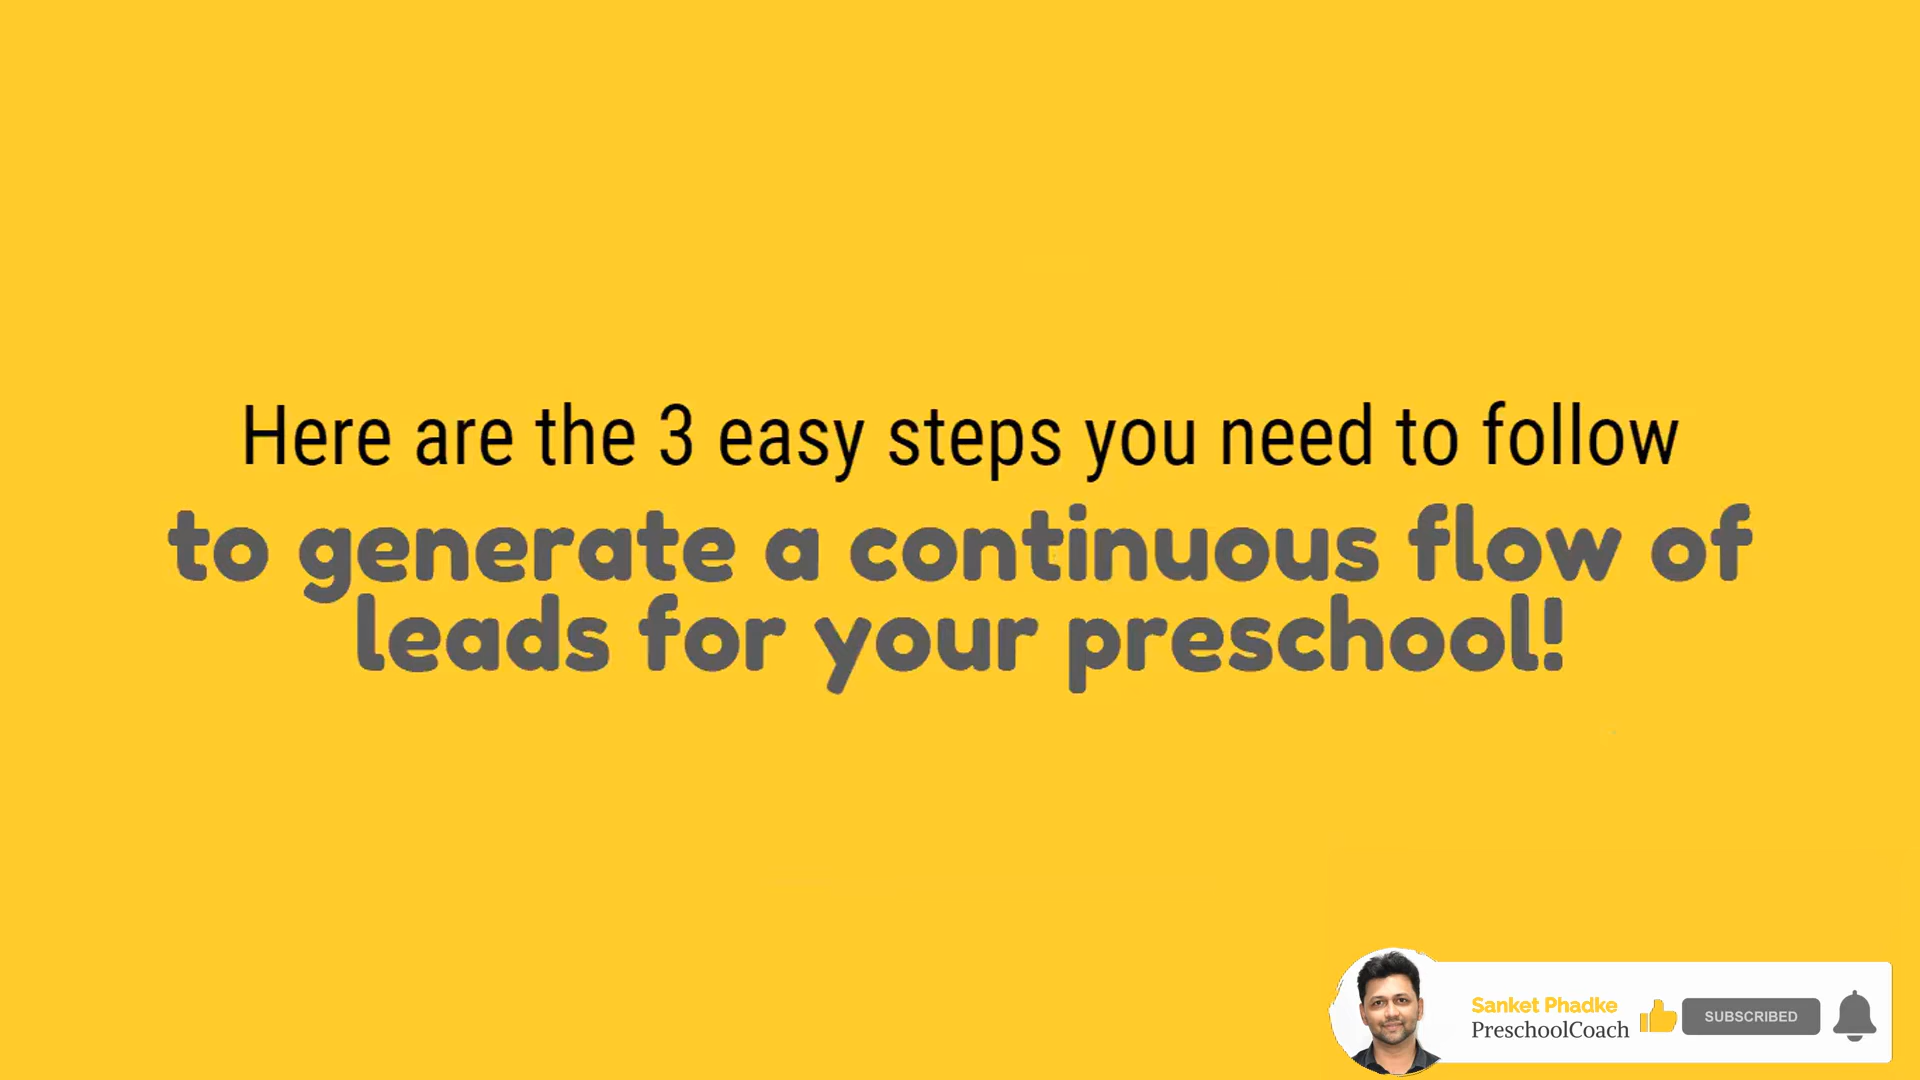 Here are the 3 easy steps you need to follow
to generate a continuous flow of
leads for your preschool!
Sanket Phadke
PreschoolCoach
SUBSCRIBED